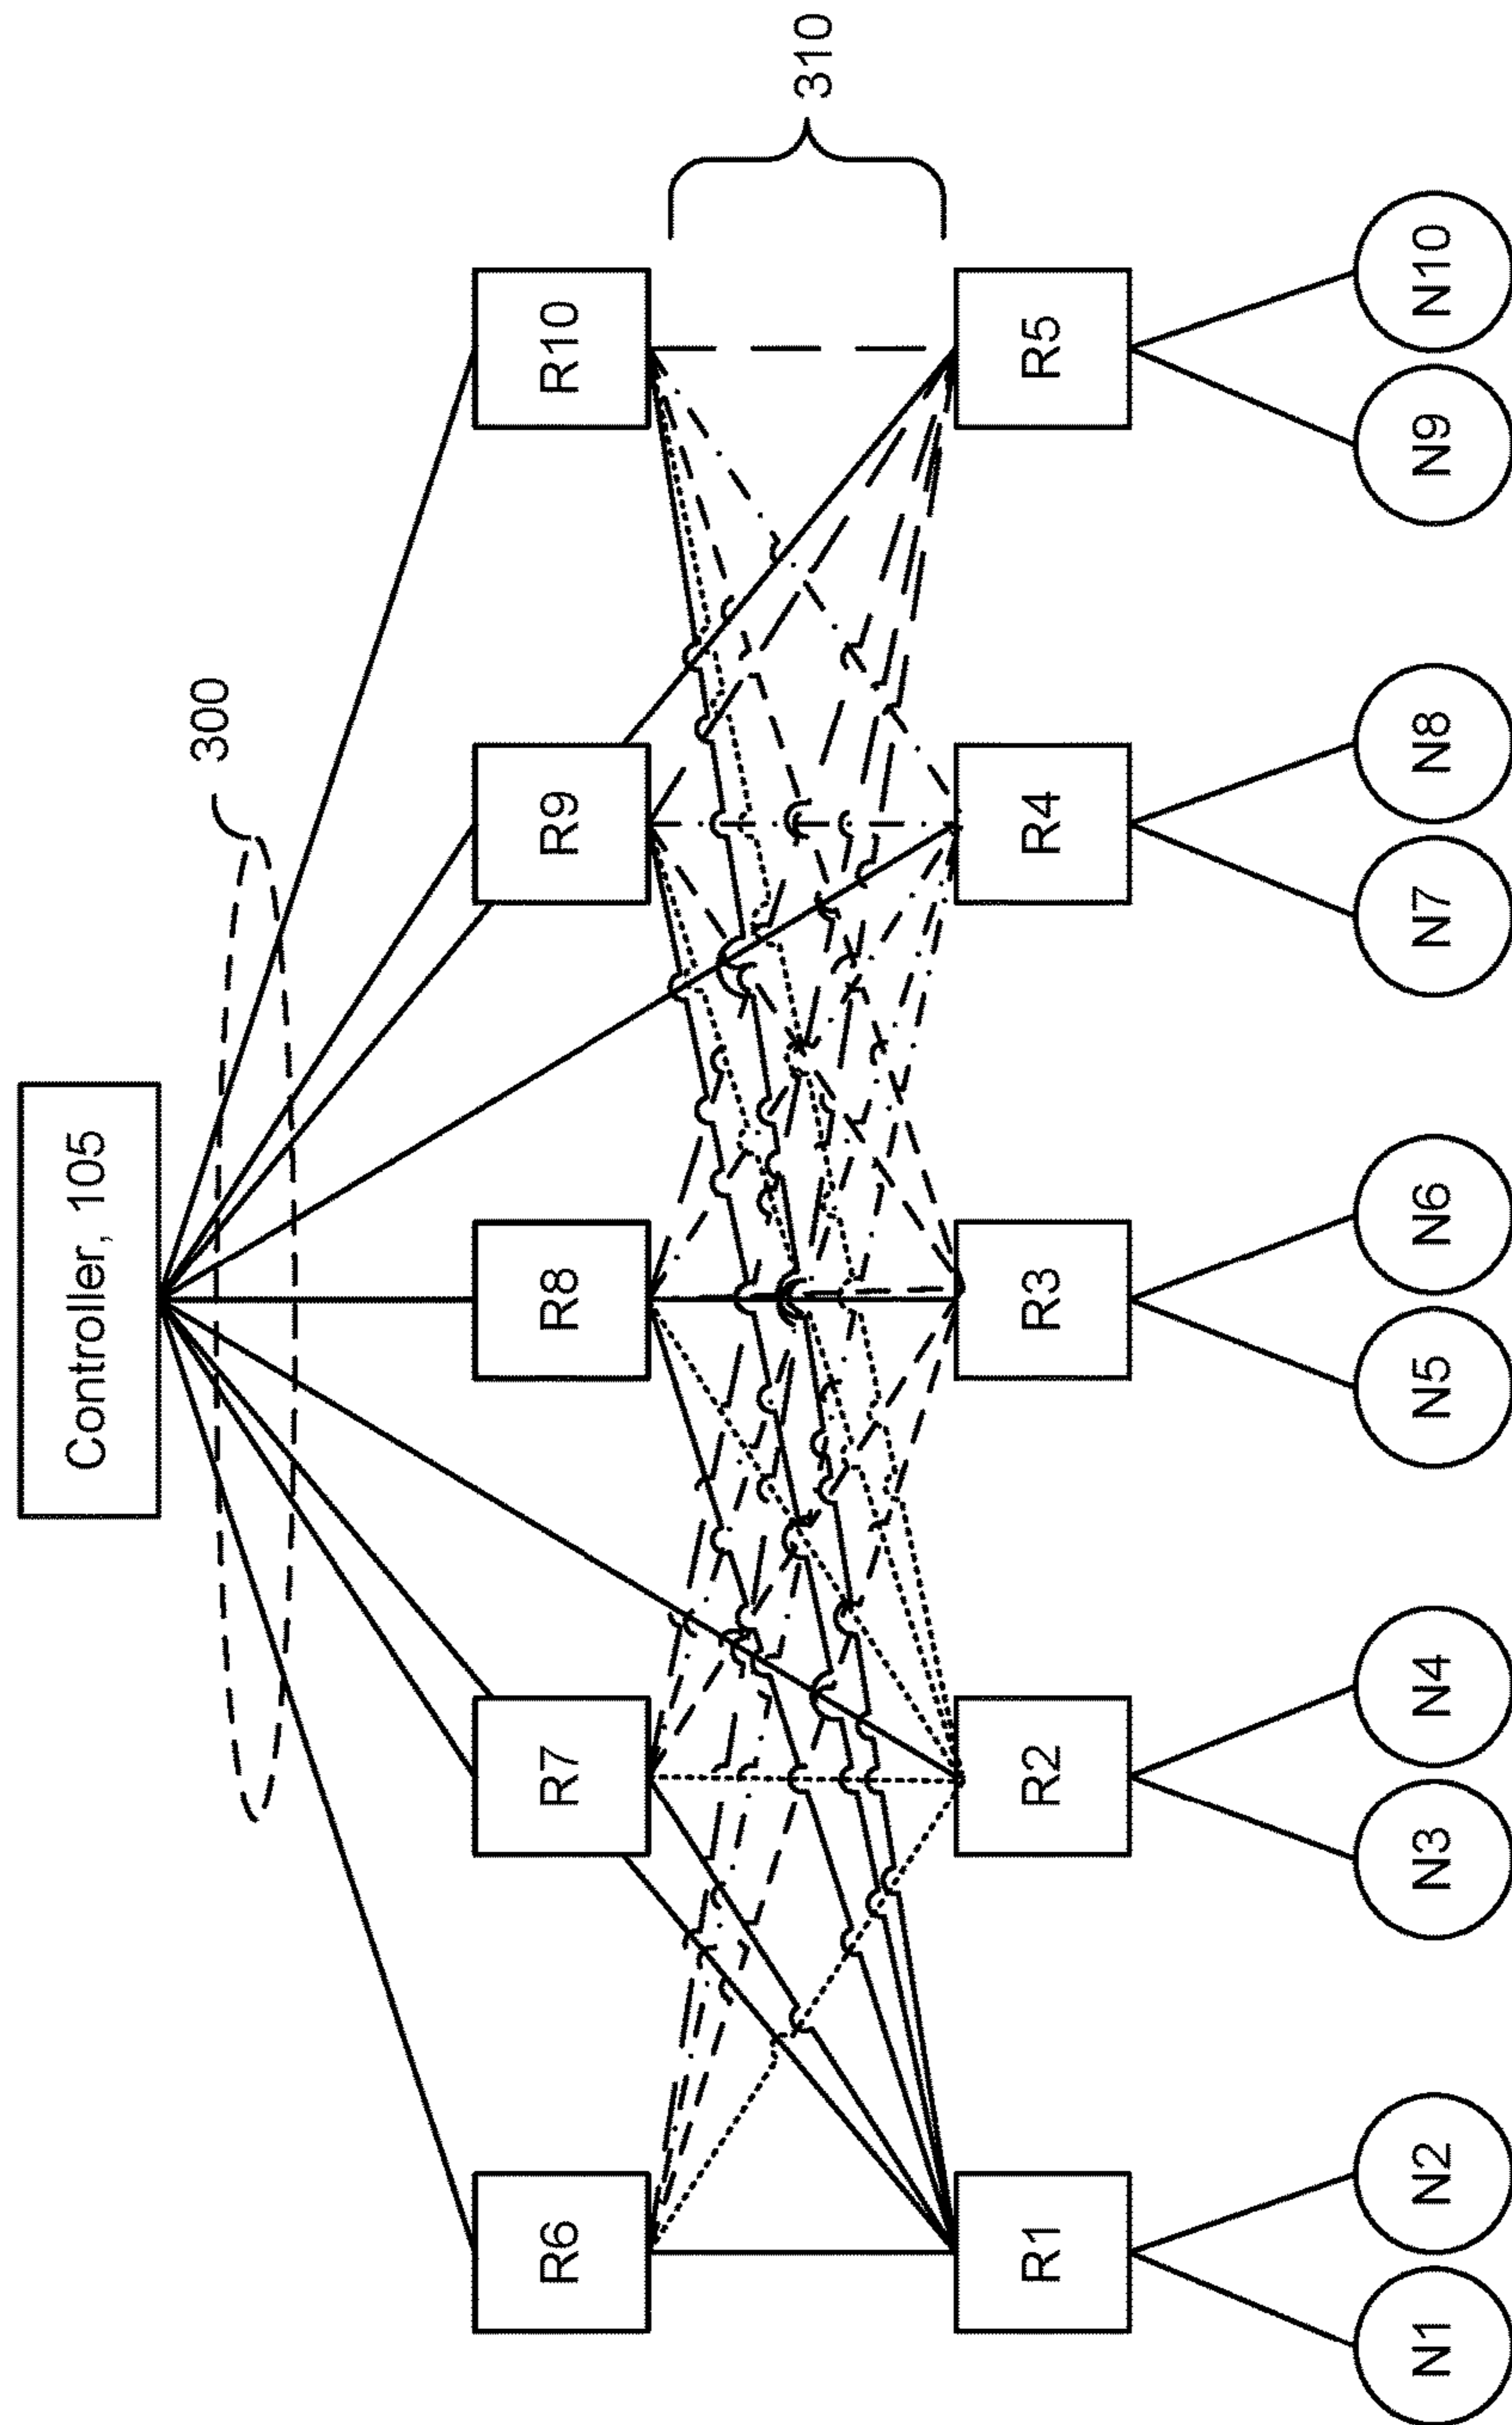 Controller, 105
300
R6
R7
R8
R9
R10
310
R1
R2
R3
R4
R5
N1
N2
N3
N4
N5
N6
N7
N8
N9
N10